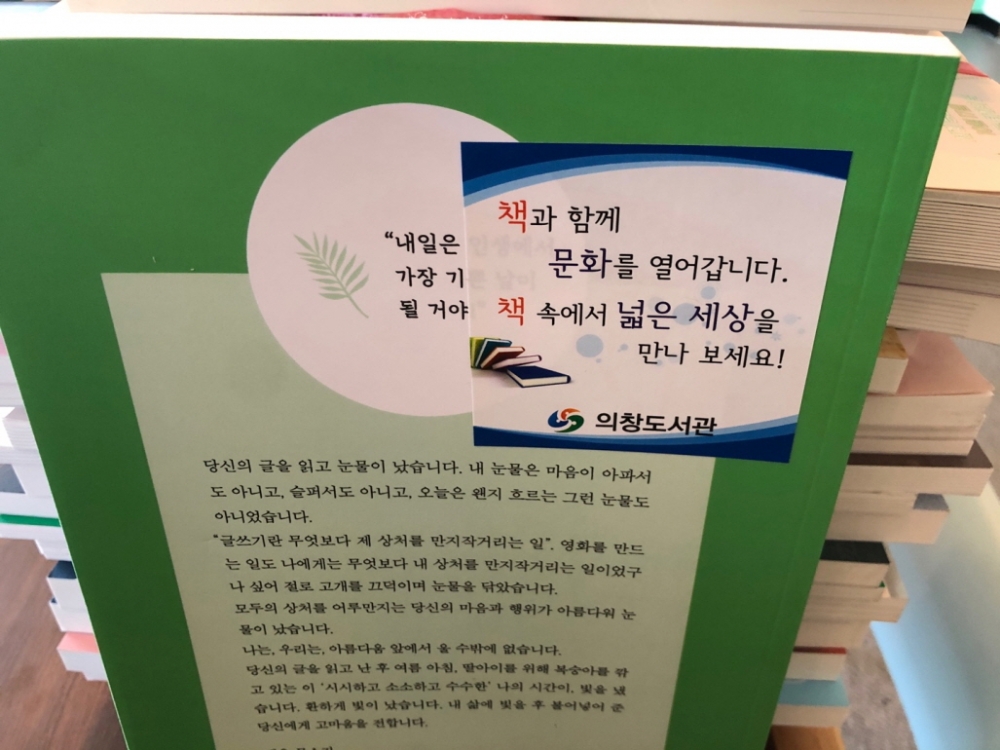 “내일은 인생에서
가장 기쁜 날이
될 거야.”
책과 함께
문화를 열어갑니다.
책 속에서 넓은 세상을
만나 보세요!
의창도서관
당신의 글을 읽고 눈물이 났습니다. 내 눈물은 마음이 아파서
도 아니고, 슬퍼서도 아니고, 오늘은 왠지 흐르는 그런 눈물도
아니었습니다.
“글쓰기란 무엇보다 제 상처를 만지작거리는 일”. 영화를 만드
는 일도 나에게는 무엇보다 내 상처를 만지작거리는 일이었구
나 싶어 절로 고개를 끄덕이며 눈물을 닦았습니다.
모두의 상처를 어루만지는 당신의 마음과 행위가 아름다워 눈
물이 났습니다.
나는, 우리는, 아름다움 앞에서 울 수밖에 없습니다.
당신의 글을 읽고 난 후 여름 아침, 딸아이를 위해 복숭아를 깎
고 있는 이 ‘시시하고 소소하고 수수한’ 나의 시간이, 빛을 냈
습니다. 환하게 빛이 났습니다. 내 삶에 빛을 후 불어넣어 준
당신에게 고마움을 전합니다.